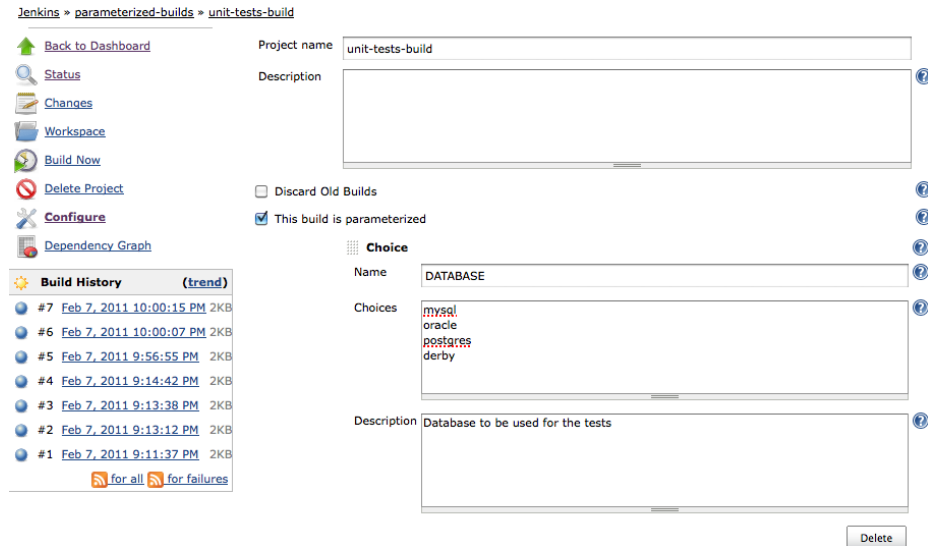 Jenkins » parameterized-builds » unit-tests-build
Back to Dashboard
Status
Changes
Workspace
Build Now
Delete Project
Configure
Dependency Graph
Build History (trend)
#7 Feb 7, 2011 10:00:15 PM 2KB
#6 Feb 7, 2011 10:00:07 PM 2KB
#5 Feb 7, 2011 9:56:55 PM 2KB
#4 Feb 7, 2011 9:14:42 PM 2KB
#3 Feb 7, 2011 9:13:38 PM 2KB
#2 Feb 7, 2011 9:13:12 PM 2KB
#1 Feb 7, 2011 9:11:37 PM 2KB
for all for failures
Project name unit-tests-build
Description
Discard Old Builds
This build is parameterized
Choice
Name DATABASE
Choices mysql
oracle
postgres
derby
Description Database to be used for the tests
Delete